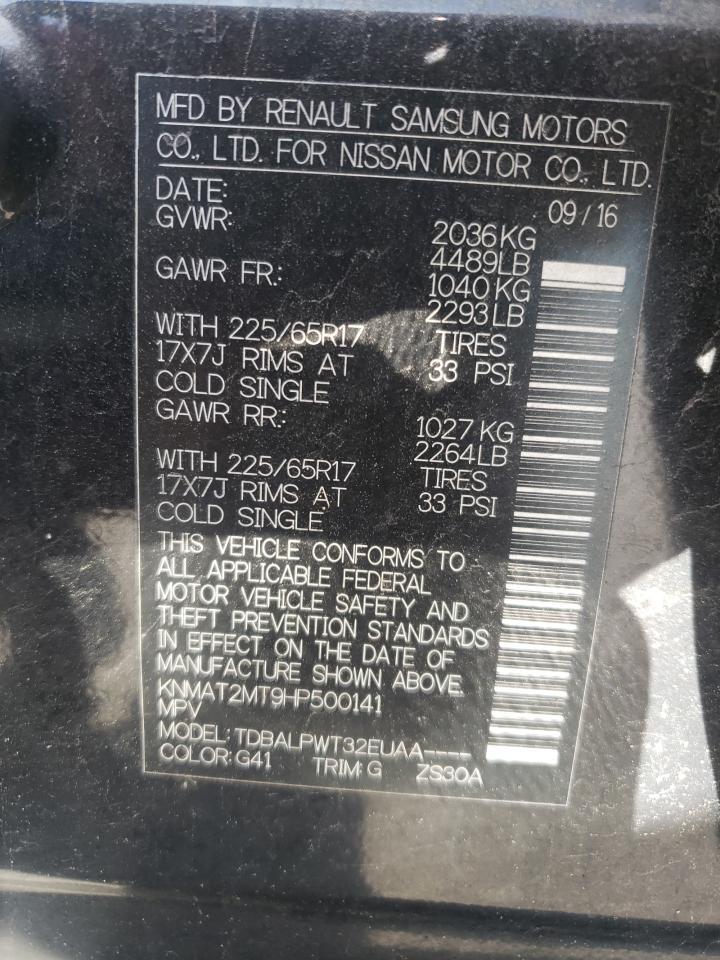 MFD BY RENAULT SAMSUNG MOTORS
CO., LTD. FOR NISSAN MOTOR CO., LTD.
DATE: 09/16
GVWR: 2036KG
4489LB
GAWR FR.: 1040KG
2293LB
WITH 225/65R17 TIRES
17X7J RIMS AT 33 PSI
COLD SINGLE
GAWR RR.: 1027KG
2264LB
WITH 225/65R17 TIRES
17X7J RIMS AT 33 PSI
COLD SINGLE
THIS VEHICLE CONFORMS TO
ALL APPLICABLE FEDERAL
MOTOR VEHICLE SAFETY AND
THEFT PREVENTION STANDARDS
IN EFFECT ON THE DATE OF
MANUFACTURE SHOWN ABOVE.
KNMAT2MT9HP500141
MPV
MODEL: TDBALPWT32EUAA----
COLOR: G41 TRIM: G ZS30A